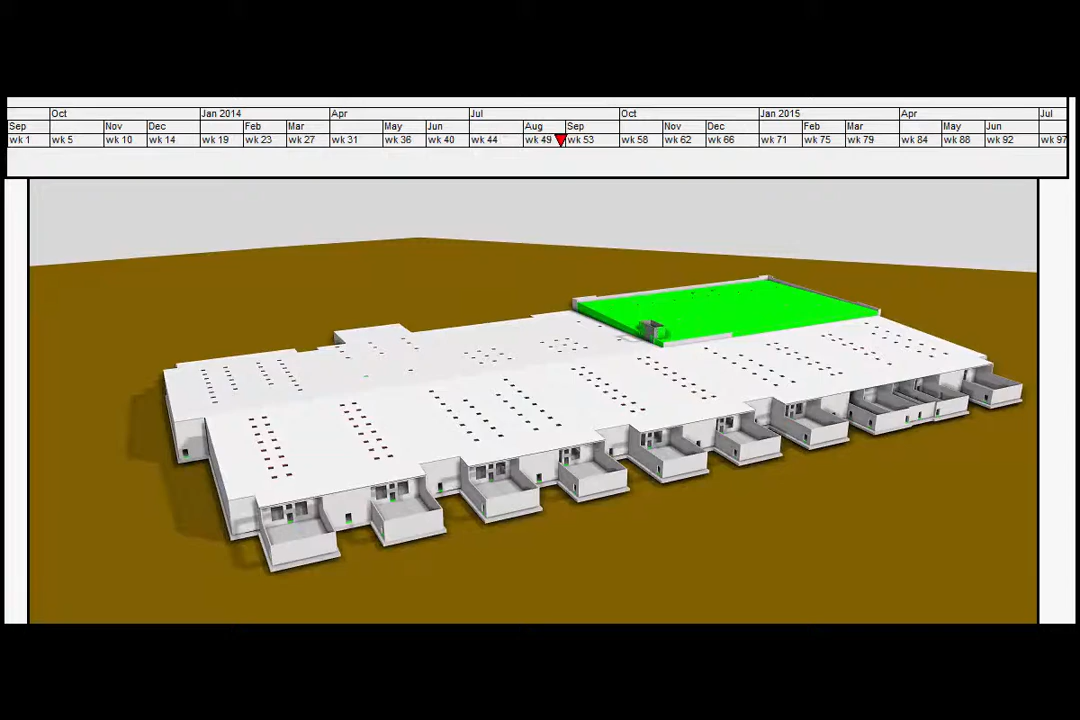 Oct Jan 2014 Apr Jul Oct Jan 2015 Apr Jul
Sep Nov Dec Feb Mar May Jun Aug Sep Nov Dec Feb Mar May Jun
wk 1 wk 5 wk 10 wk 14 wk 19 wk 23 wk 27 wk 31 wk 36 wk 40 wk 44 wk 49 wk 53 wk 58 wk 62 wk 66 wk 71 wk 75 wk 79 wk 84 wk 88 wk 92 wk 97